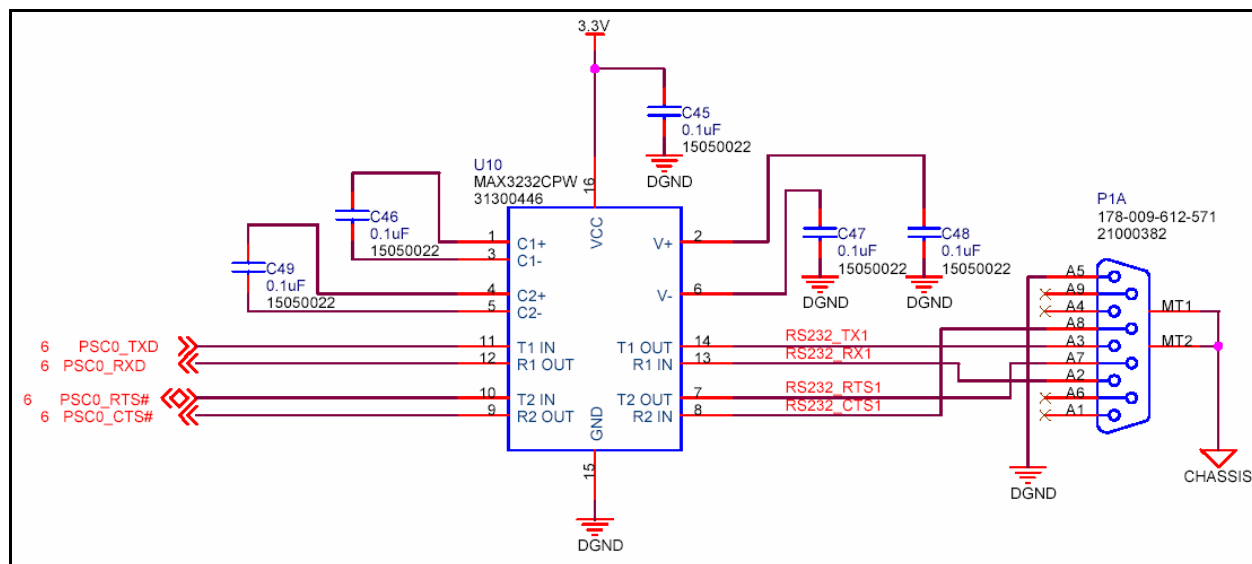 3.3V
C45
0.1uF
15050022
DGND
U10
MAX3232CPW
31300446
16
VCC
C46
0.1uF
15050022
C49
0.1uF
15050022
1
C1+
3
C1-
4
C2+
5
C2-
V+
2
V-
6
C47
0.1uF
15050022
DGND
C48
0.1uF
15050022
DGND
P1A
178-009-612-571
21000382
6 PSC0_TXD
11
T1 IN
T1 OUT
14
RS232_TX1
6 PSC0_RXD
12
R1 OUT
R1 IN
13
RS232_RX1
6 PSC0_RTS#
10
T2 IN
T2 OUT
7
RS232_RTS1
6 PSC0_CTS#
9
R2 OUT
R2 IN
8
RS232_CTS1
GND
15
DGND
A5
A9
A4
A8
A3
A7
A2
A6
A1
MT1
MT2
DGND
CHASSIS